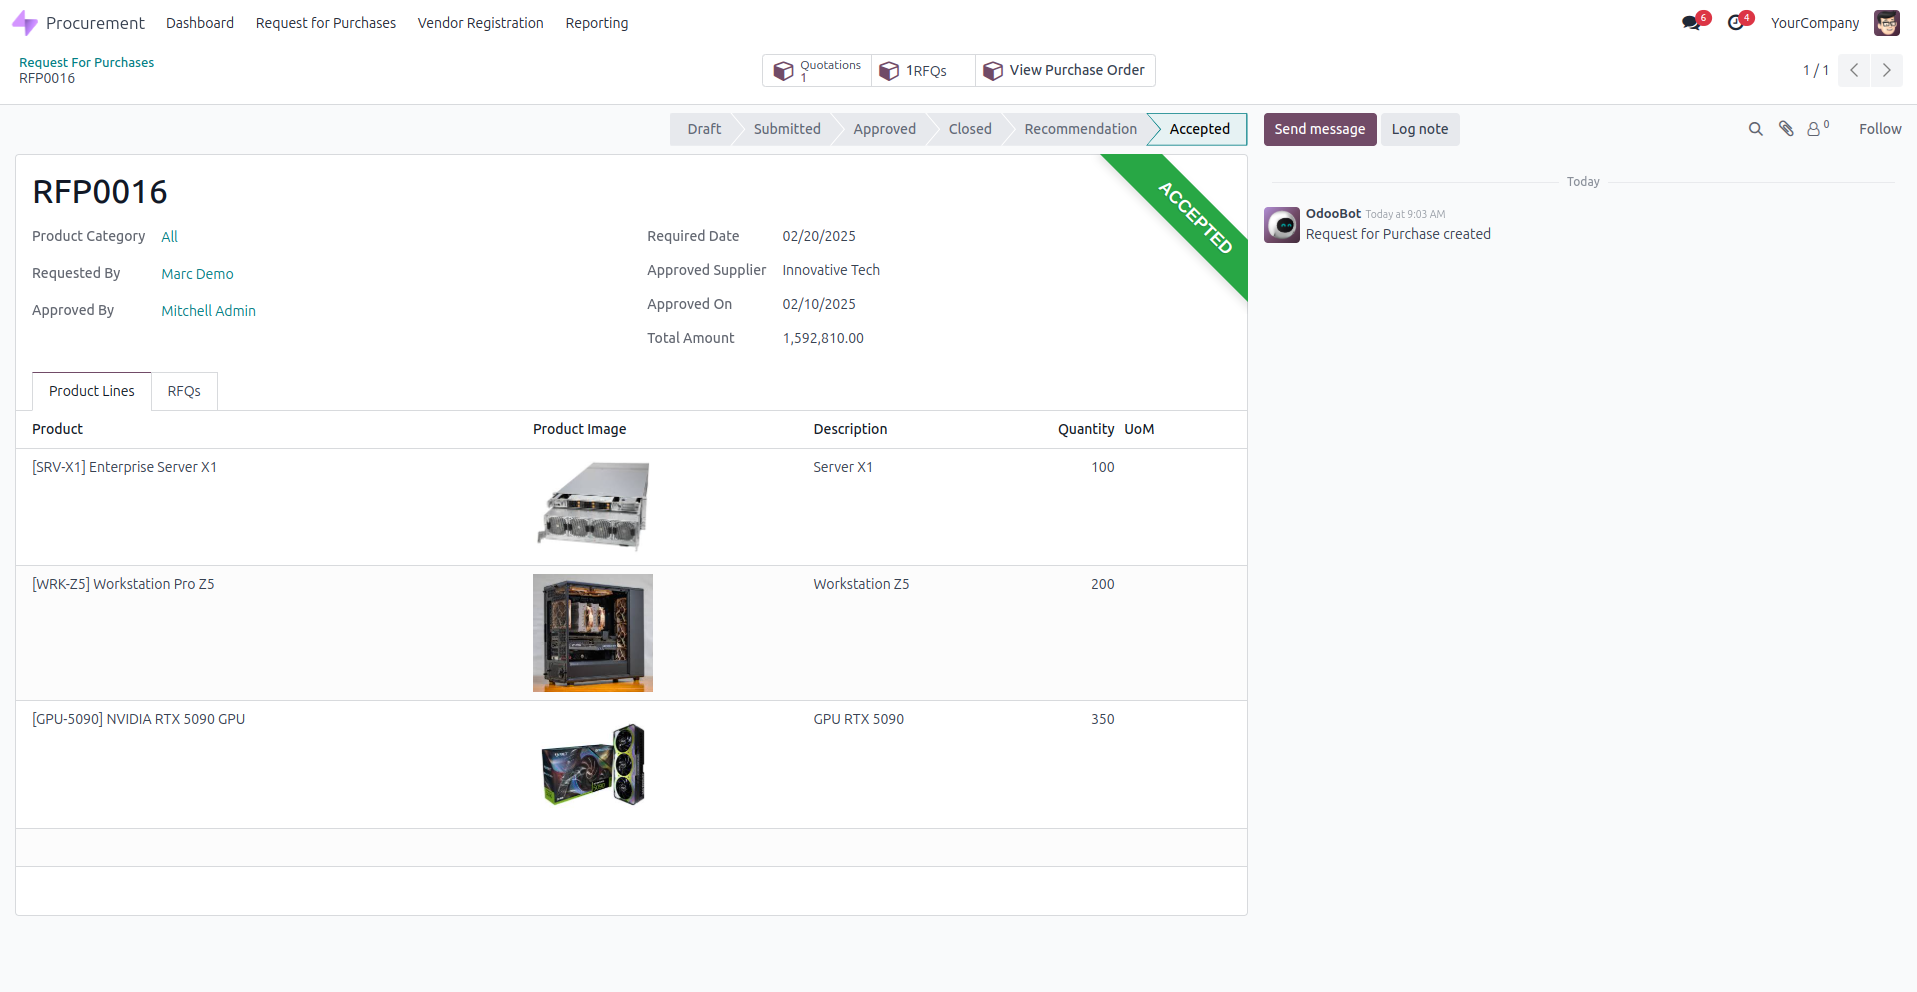 Procurement Dashboard Request for Purchases Vendor Registration Reporting 6 4 YourCompany
Request For Purchases
RFP0016
Quotations
1
1RFQs
View Purchase Order
1 / 1
Draft Submitted Approved Closed Recommendation Accepted
Send message Log note 0 Follow
ACCEPTED
RFP0016
Product Category All
Requested By Marc Demo
Approved By Mitchell Admin
Required Date 02/20/2025
Approved Supplier Innovative Tech
Approved On 02/10/2025
Total Amount 1,592,810.00
Today
OdooBot Today at 9:03 AM
Request for Purchase created
Product Lines RFQs
Product Product Image Description Quantity UoM
[SRV-X1] Enterprise Server X1 Server X1 100
[WRK-Z5] Workstation Pro Z5 Workstation Z5 200
[GPU-5090] NVIDIA RTX 5090 GPU GPU RTX 5090 350